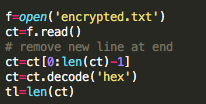 f=open('encrypted.txt')
ct=f.read()
# remove new line at end
ct=ct[0:len(ct)-1]
ct=ct.decode('hex')
tl=len(ct)